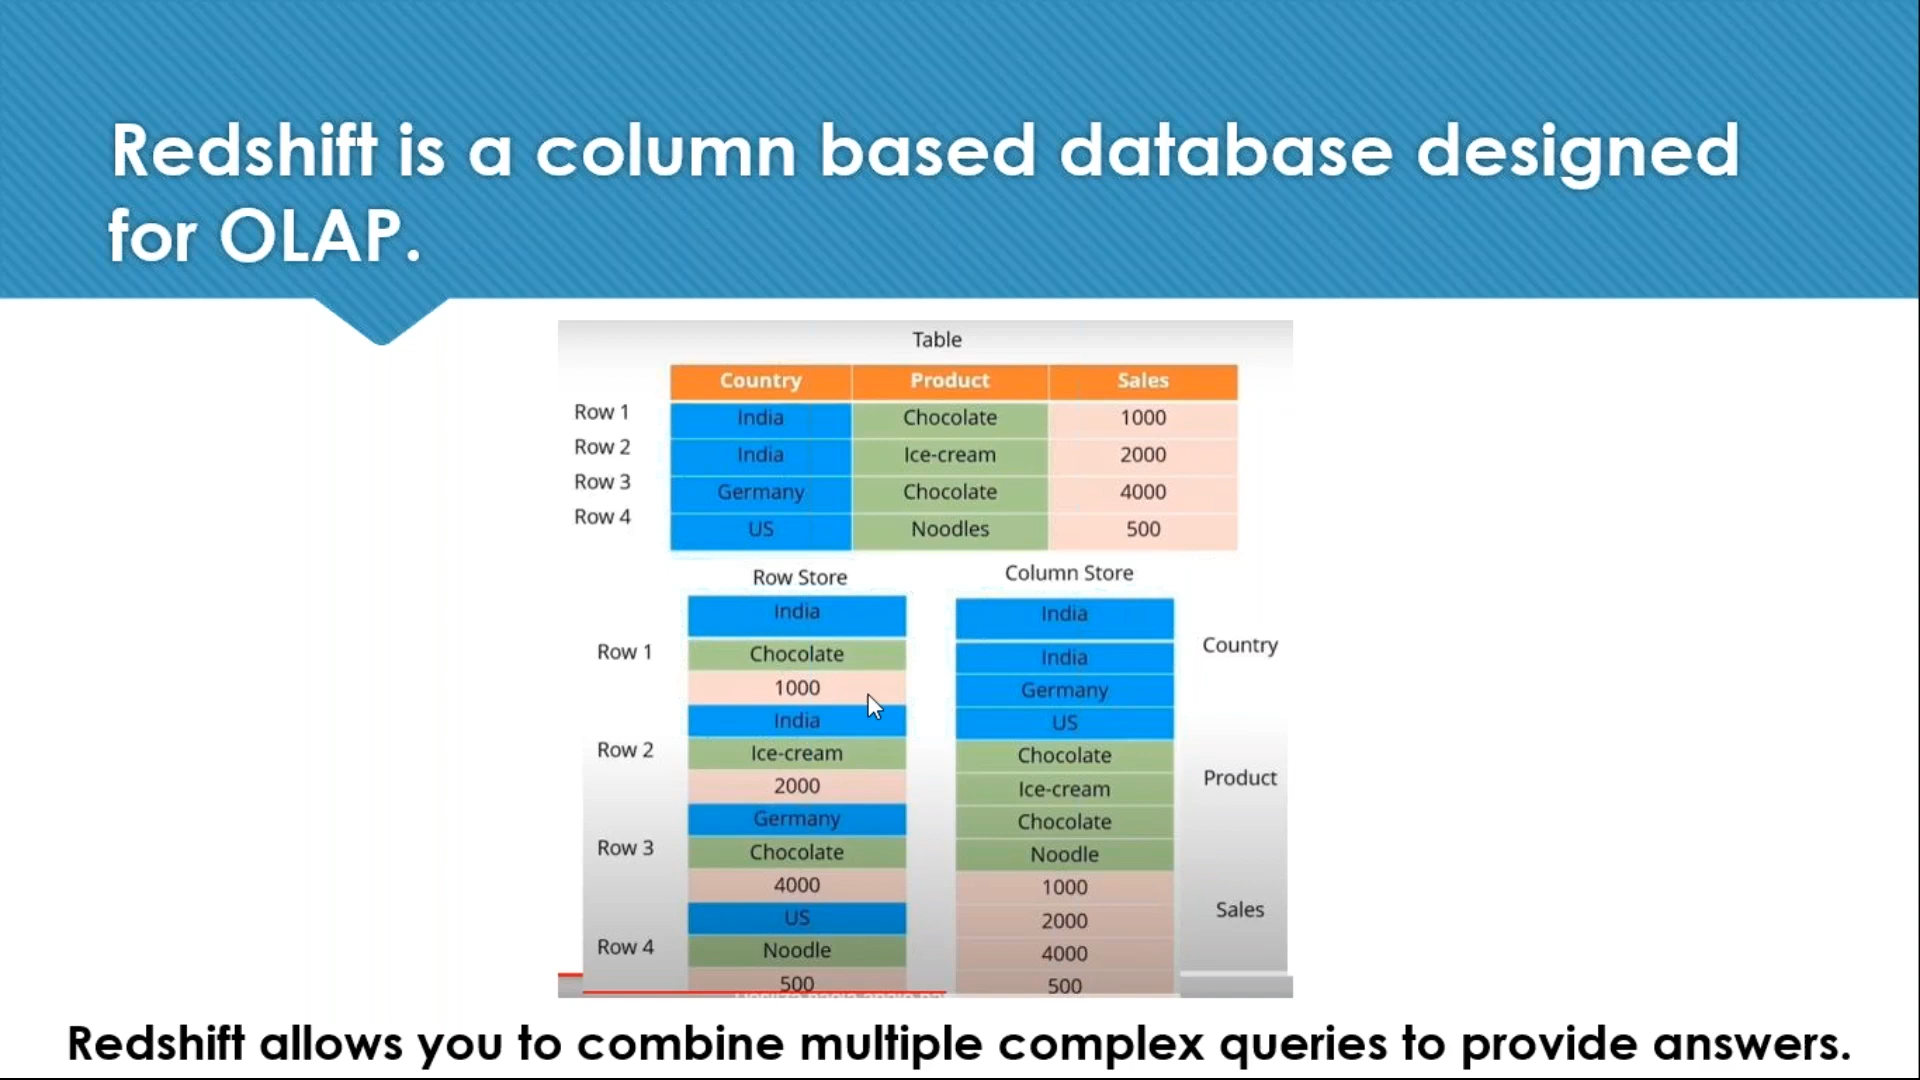 Redshift is a column based database designed
for OLAP.
Table
Country Product Sales
Row 1 India Chocolate 1000
Row 2 India Ice-cream 2000
Row 3 Germany Chocolate 4000
Row 4 US Noodles 500
Row Store
India
Row 1 Chocolate
1000
India
Row 2 Ice-cream
2000
Germany
Row 3 Chocolate
4000
US
Row 4 Noodle
500
Column Store
India
Country
India
Germany
US
Chocolate
Product
Ice-cream
Chocolate
Noodle
1000
Sales
2000
4000
500
Redshift allows you to combine multiple complex queries to provide answers.